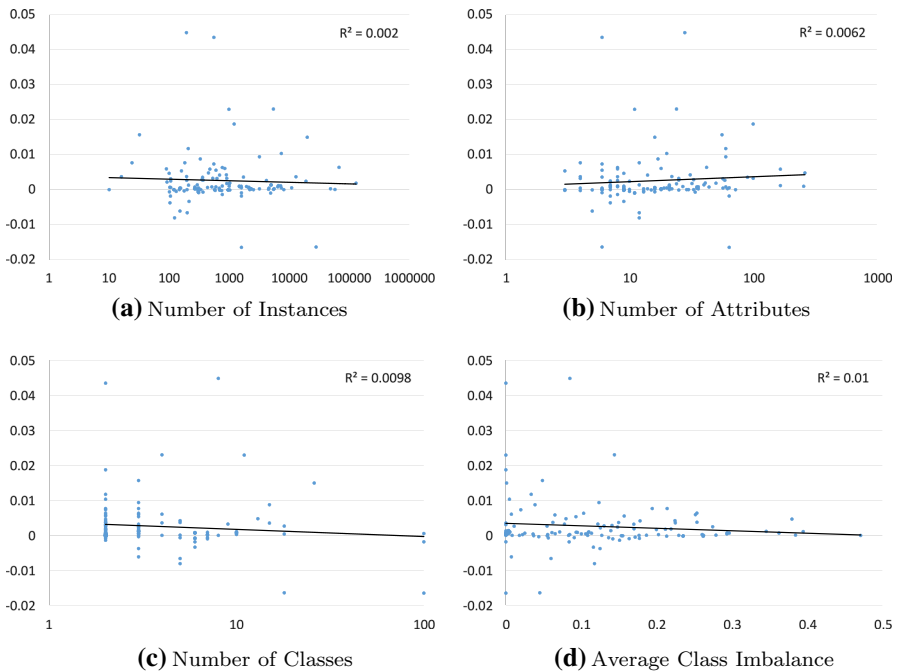 0.05
0.04
0.03
0.02
0.01
0
-0.01
-0.02
R² = 0.002
1 10 100 1000 10000 100000 1000000
(a) Number of Instances
0.05
0.04
0.03
0.02
0.01
0
-0.01
-0.02
R² = 0.0062
1 10 100 1000
(b) Number of Attributes
0.05
0.04
0.03
0.02
0.01
0
-0.01
-0.02
R² = 0.0098
1 10 100
(c) Number of Classes
0.05
0.04
0.03
0.02
0.01
0
-0.01
-0.02
R² = 0.01
0 0.1 0.2 0.3 0.4 0.5
(d) Average Class Imbalance